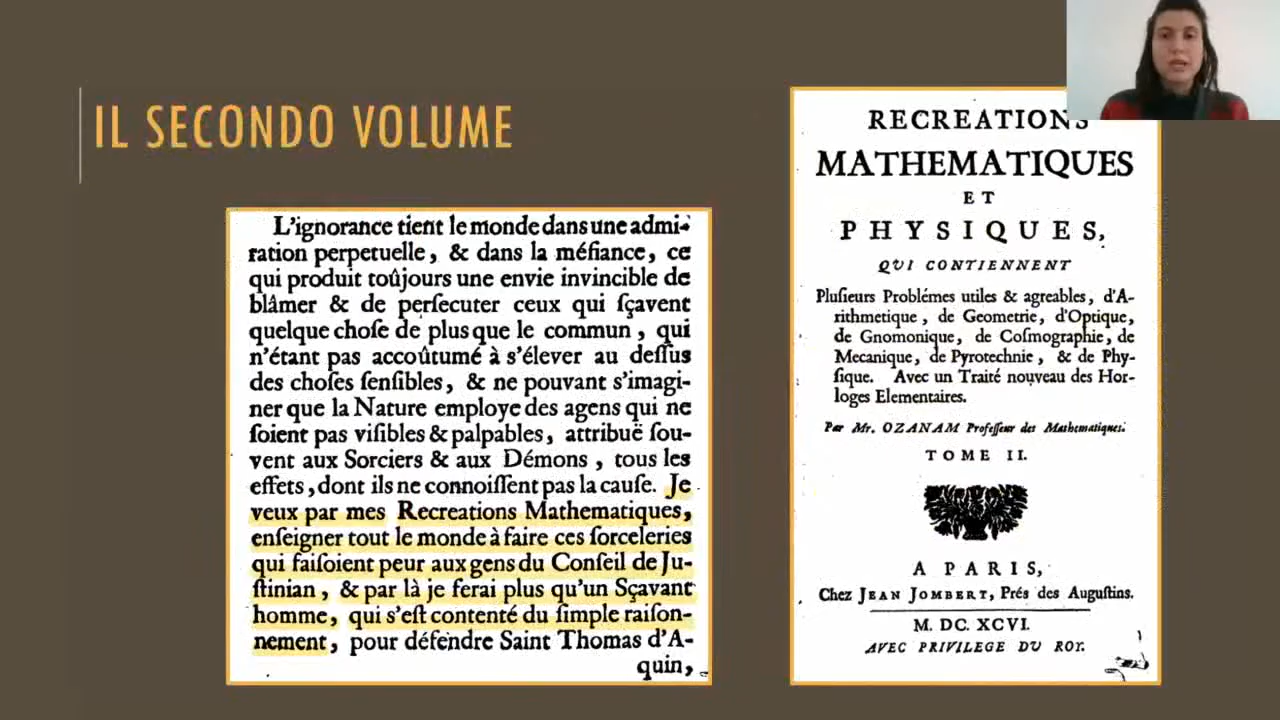 IL SECONDO VOLUME
L'ignorance tient le monde dans une admi-
ration perpetuelle, & dans la méfiance, ce
qui produit toûjours une envie invincible de
blâmer & de perſecuter ceux qui ſçavent
quelque choſe de plus que le commun, qui
n'étant pas accoûtumé à s'élever au deſſus
des choſes ſenſibles, & ne pouvant s'imagi-
ner que la Nature employe des agens qui ne
ſoient pas viſibles & palpables, attribuë ſou-
vent aux Sorciers & aux Démons, tous les
effets, dont ils ne connoiſſent pas la cauſe. Je
veux par mes Recreations Mathematiques,
enſeigner tout le monde à faire ces ſorceleries
qui faiſoient peur aux gens du Conſeil de Ju-
ſtinian, & par là je ferai plus qu'un Sçavant
homme, qui s'eſt contenté du ſimple raiſon-
nement, pour défendre Saint Thomas d'A-
quin,
RECREATIONS
MATHEMATIQUES
ET
PHYSIQUES,
QUI CONTIENNENT
Pluſieurs Problémes utiles & agreables, d'A-
rithmetique, de Geometrie, d'Optique,
de Gnomonique, de Coſmographie, de
Mecanique, de Pyrotechnie, & de Phy-
ſique. Avec un Traité nouveau des Hor-
loges Elementaires.
Par Mr. OZANAM Profeſſeur des Mathematiques.
TOME II.
A PARIS,
Chez JEAN JOMBERT, Prés des Auguſtins.
M. DC. XCVI.
AVEC PRIVILEGE DU ROY.